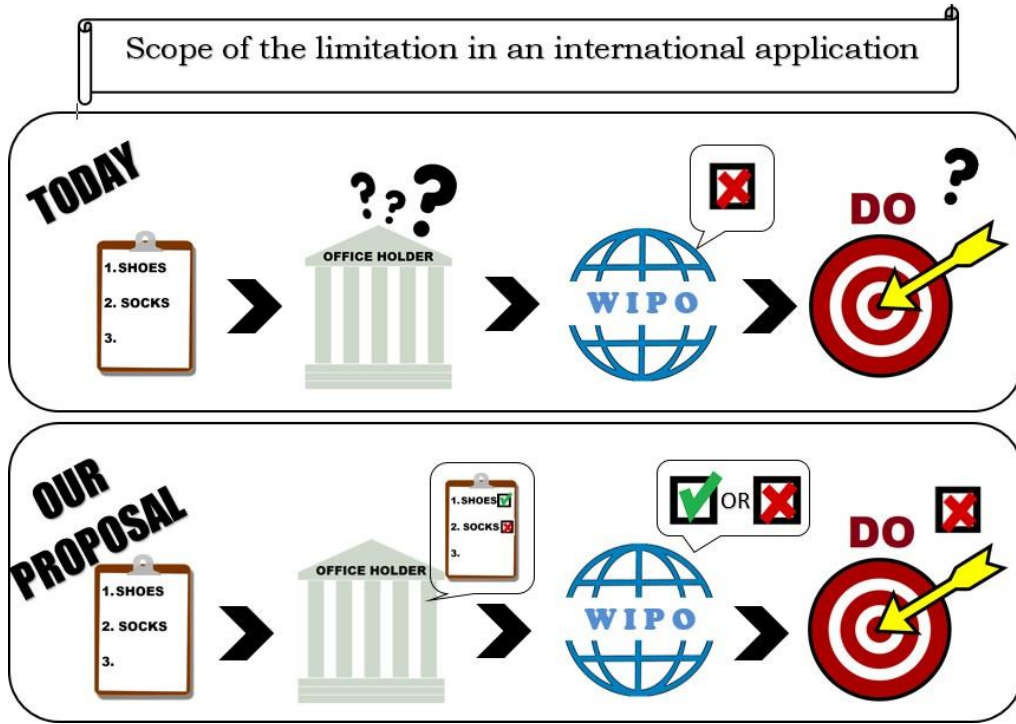 Scope of the limitation in an international application
TODAY
1. SHOES
2. SOCKS
3.
? ? ?
OFFICE HOLDER
WIPO
DO
?
OUR
PROPOSAL
1. SHOES
2. SOCKS
3.
OFFICE HOLDER
1. SHOES
2. SOCKS
3.
WIPO
OR
DO